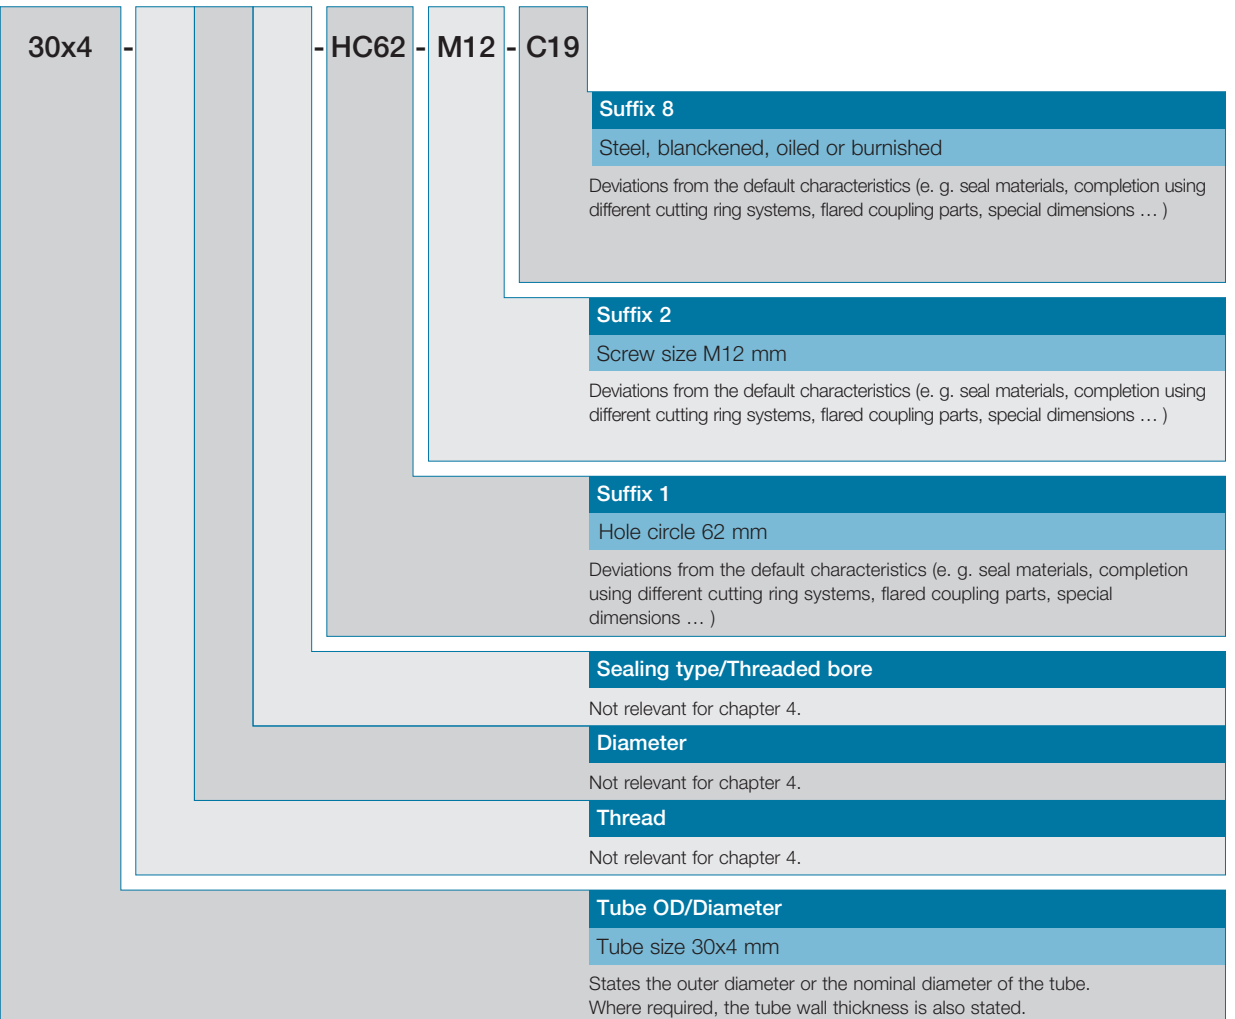 30x4 - - HC62 - M12 - C19
Suffix 8
Steel, blanckened, oiled or burnished
Deviations from the default characteristics (e. g. seal materials, completion using
different cutting ring systems, flared coupling parts, special dimensions … )
Suffix 2
Screw size M12 mm
Deviations from the default characteristics (e. g. seal materials, completion using
different cutting ring systems, flared coupling parts, special dimensions … )
Suffix 1
Hole circle 62 mm
Deviations from the default characteristics (e. g. seal materials, completion
using different cutting ring systems, flared coupling parts, special
dimensions … )
Sealing type/Threaded bore
Not relevant for chapter 4.
Diameter
Not relevant for chapter 4.
Thread
Not relevant for chapter 4.
Tube OD/Diameter
Tube size 30x4 mm
States the outer diameter or the nominal diameter of the tube.
Where required, the tube wall thickness is also stated.